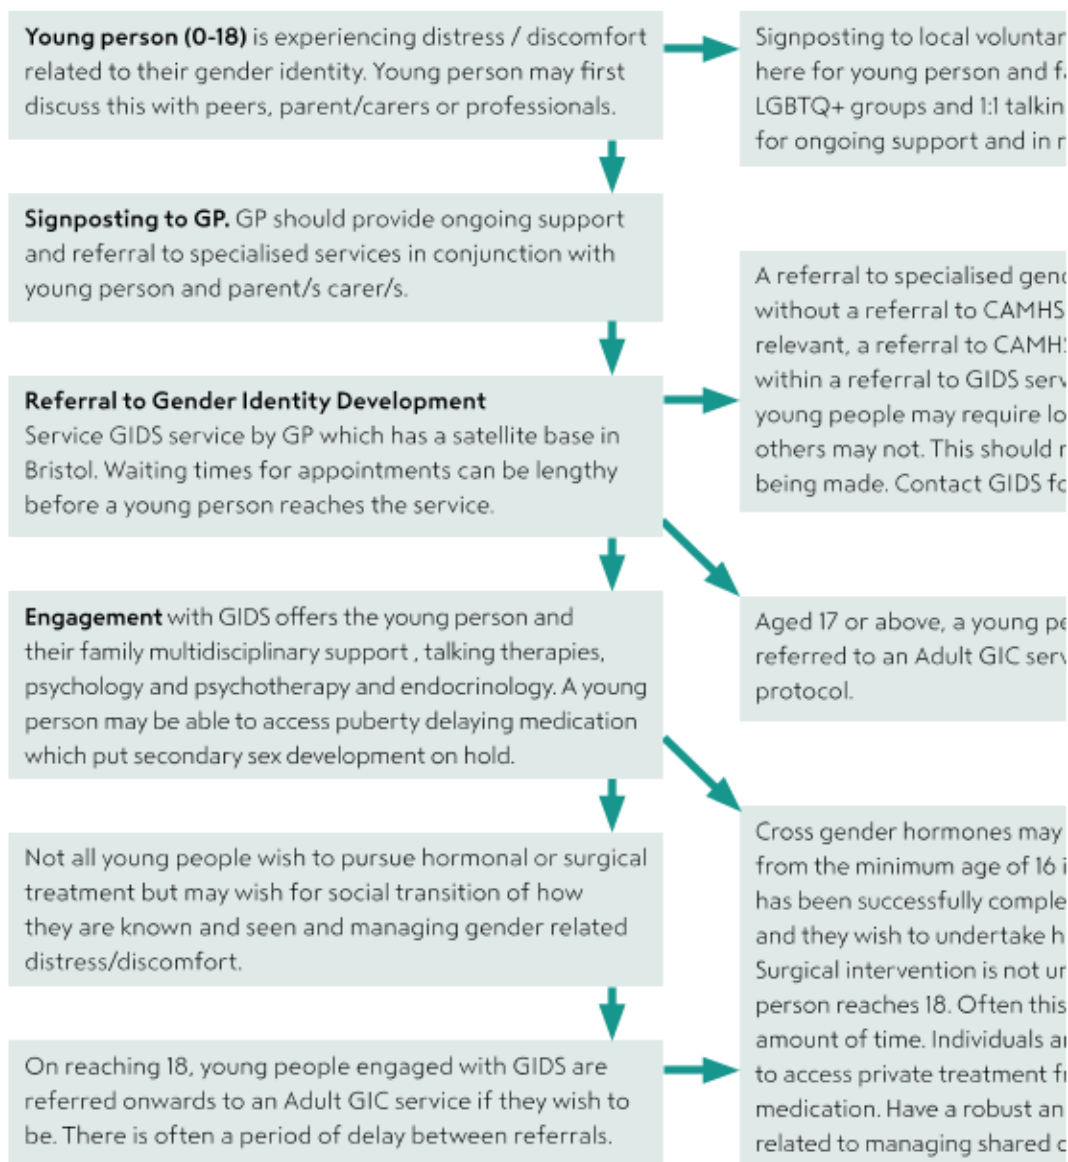 Young person (0-18) is experiencing distress / discomfort
related to their gender identity. Young person may first
discuss this with peers, parent/carers or professionals.
Signposting to local
here for young person and
LGBTQ+ groups and 1:1
for ongoing support and in
Signposting to GP. GP should provide ongoing support
and referral to specialised services in conjunction with
young person and parent/s carer/s.
A referral to specialised
without a referral to CAMHS
relevant, a referral to
within a referral to GIDS
young people may require
others may not. This should
being made. Contact GIDS
Referral to Gender Identity Development
Service GIDS service by GP which has a satellite base in
Bristol. Waiting times for appointments can be lengthy
before a young person reaches the service.
Aged 17 or above, a young
referred to an Adult GIC
protocol.
Engagement with GIDS offers the young person and
their family multidisciplinary support , talking therapies,
psychology and psychotherapy and endocrinology. A young
person may be able to access puberty delaying medication
which put secondary sex development on hold.
Cross gender hormones may
from the minimum age of 16
has been successfully
and they wish to undertake
Surgical intervention is not
person reaches 18. Often this
amount of time. Individuals
to access private treatment
medication. Have a robust
related to managing shared
Not all young people wish to pursue hormonal or surgical
treatment but may wish for social transition of how
they are known and seen and managing gender related
distress/discomfort.
On reaching 18, young people engaged with GIDS are
referred onwards to an Adult GIC service if they wish to
be. There is often a period of delay between referrals.